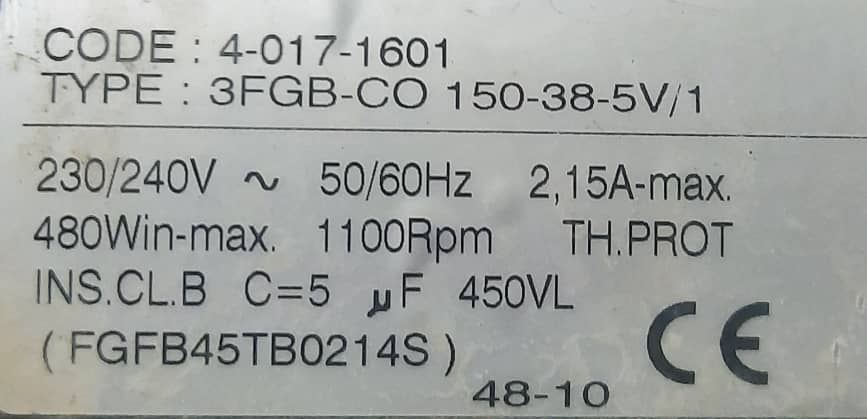 CODE : 4-017-1601
TYPE : 3FGB-CO 150-38-5V/1
230/240V ~ 50/60Hz 2,15A-max.
480Win-max. 1100Rpm TH.PROT
INS.CL.B C=5 µF 450VL
( FGFB45TB0214S ) CE
48-10